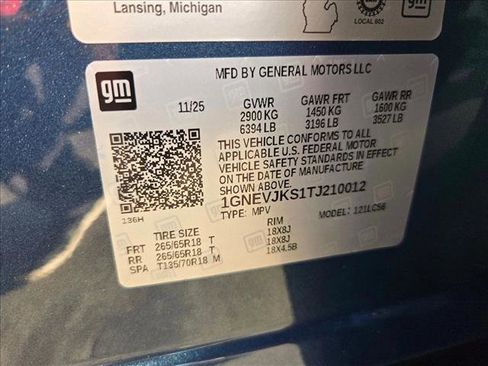 Lansing, Michigan
LOCAL 602
gm
MFD BY GENERAL MOTORS LLC
11/25 GVWR GAWR FRT GAWR RR
2900 KG 1450 KG 1600 KG
6394 LB 3196 LB 3527 LB
THIS VEHICLE CONFORMS TO ALL
APPLICABLE U.S. FEDERAL MOTOR
VEHICLE SAFETY STANDARDS IN EFFECT
ON THE DATE OF MANUFACTURE
SHOWN ABOVE.
1GNEVJKS1TJ210012
TYPE: MPV MODEL: 121LC56
136H
TIRE SIZE RIM
FRT 265/65R18 T 18X8J
RR 265/65R18 T 18X8J
SPA T135/70R18 M 18X4.5B